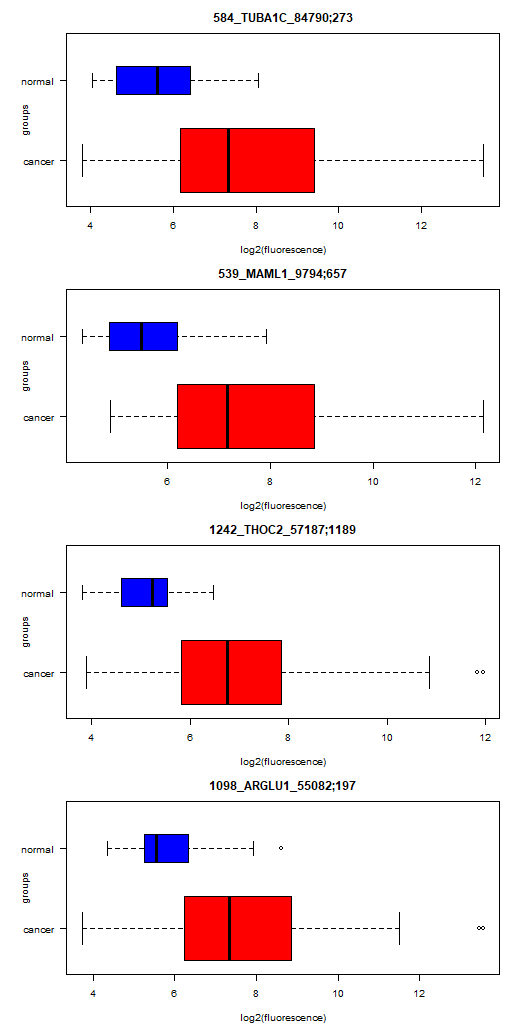 584_TUBA1C_84790;273
normal
groups
cancer
4 6 8 10 12
log2(fluorescence)
539_MAML1_9794;657
normal
groups
cancer
6 8 10 12
log2(fluorescence)
1242_THOC2_57187;1189
normal
groups
cancer
4 6 8 10 12
log2(fluorescence)
1098_ARGLU1_55082;197
normal
groups
cancer
4 6 8 10 12
log2(fluorescence)